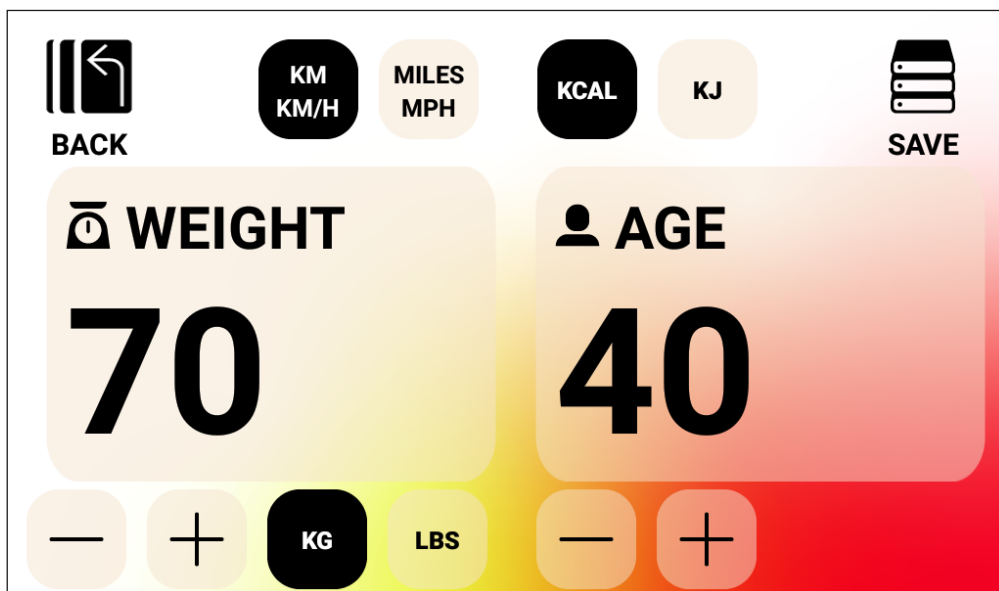 BACK
KM
KM/H
MILES
MPH
KCAL
KJ
SAVE
WEIGHT
70
AGE
40
KG
LBS